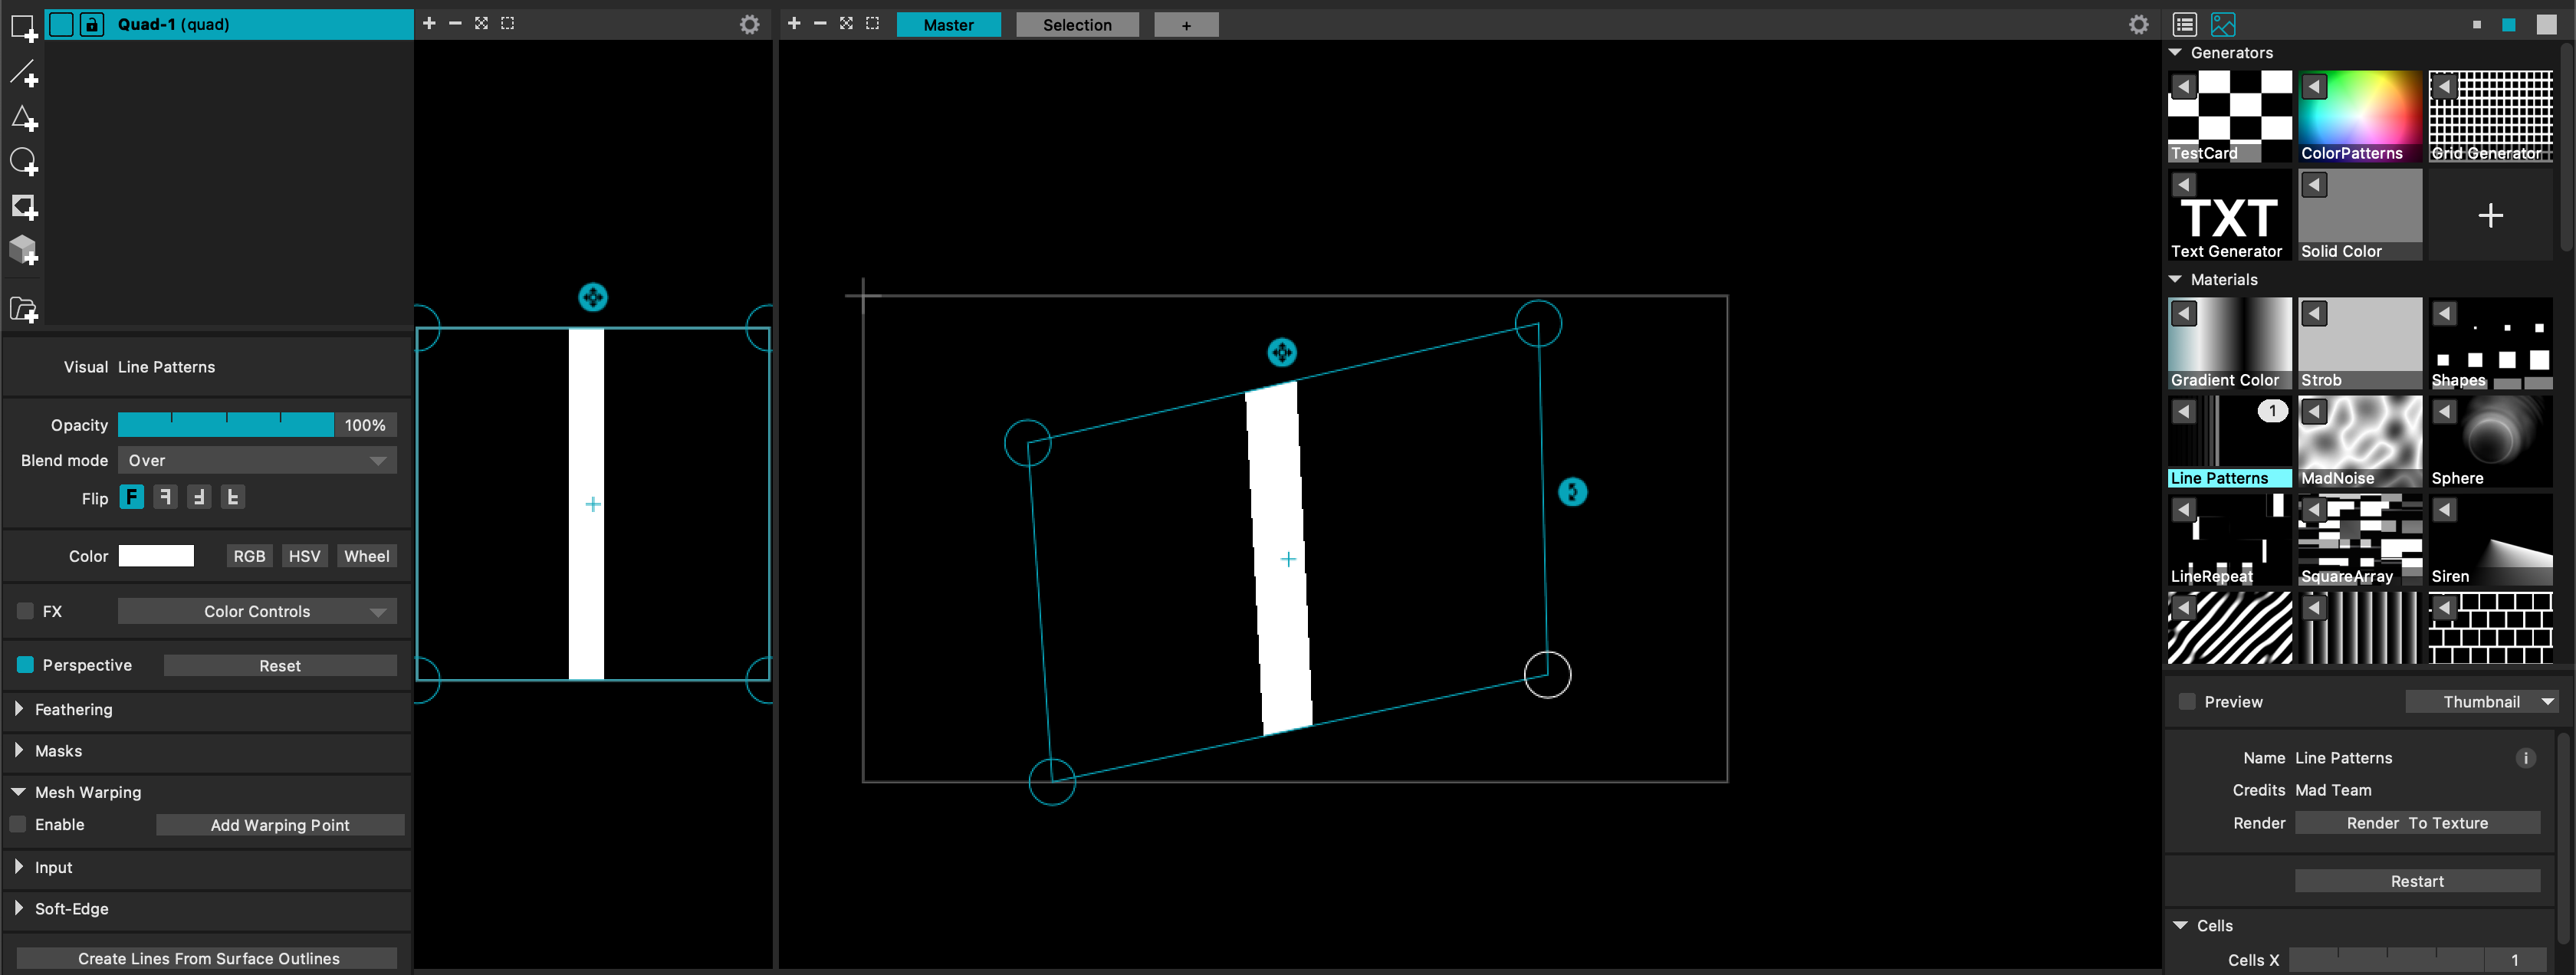 Quad-1 (quad)
Master
Selection
+
Generators
TestCard
ColorPatterns
Grid Generator
TXT
Text Generator
Solid Color
Materials
Gradient Color
Strob
Shapes
1
Line Patterns
MadNoise
Sphere
LineRepeat
SquareArray
Siren
Visual Line Patterns
Opacity 100%
Blend mode Over
Flip F
Color RGB HSV Wheel
FX Color Controls
Perspective Reset
Feathering
Masks
Mesh Warping
Enable Add Warping Point
Input
Soft-Edge
Create Lines From Surface Outlines
Preview Thumbnail
Name Line Patterns i
Credits Mad Team
Render Render To Texture
Restart
Cells
Cells X 1